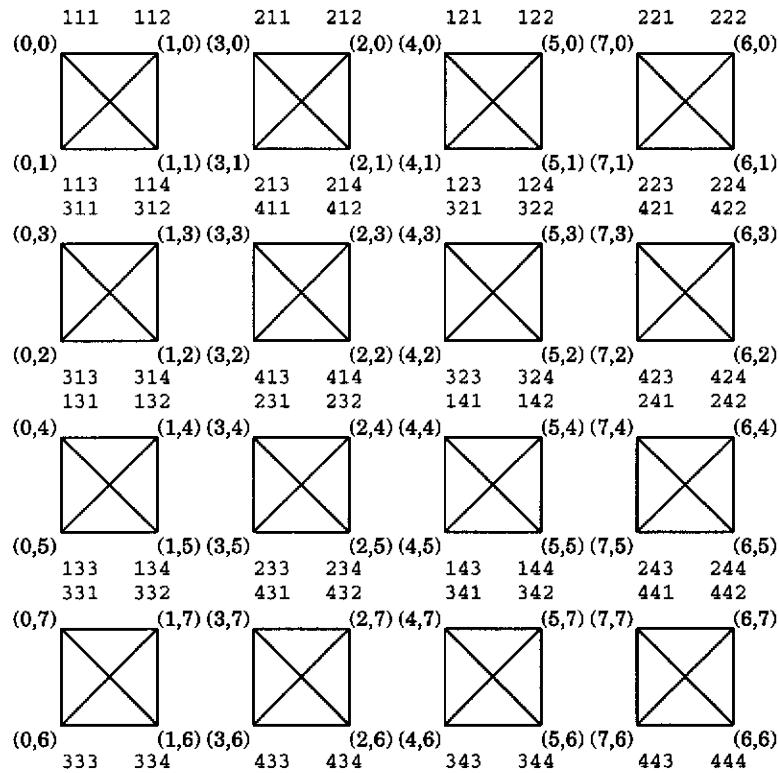 111 112 211 212 121 122 221 222
(0,0) (1,0) (3,0) (2,0) (4,0) (5,0) (7,0) (6,0)
(0,1) (1,1) (3,1) (2,1) (4,1) (5,1) (7,1) (6,1)
113 114 213 214 123 124 223 224
311 312 411 412 321 322 421 422
(0,3) (1,3) (3,3) (2,3) (4,3) (5,3) (7,3) (6,3)
(0,2) (1,2) (3,2) (2,2) (4,2) (5,2) (7,2) (6,2)
313 314 413 414 323 324 423 424
131 132 231 232 141 142 241 242
(0,4) (1,4) (3,4) (2,4) (4,4) (5,4) (7,4) (6,4)
(0,5) (1,5) (3,5) (2,5) (4,5) (5,5) (7,5) (6,5)
133 134 233 234 143 144 243 244
331 332 431 432 341 342 441 442
(0,7) (1,7) (3,7) (2,7) (4,7) (5,7) (7,7) (6,7)
(0,6) (1,6) (3,6) (2,6) (4,6) (5,6) (7,6) (6,6)
333 334 433 434 343 344 443 444